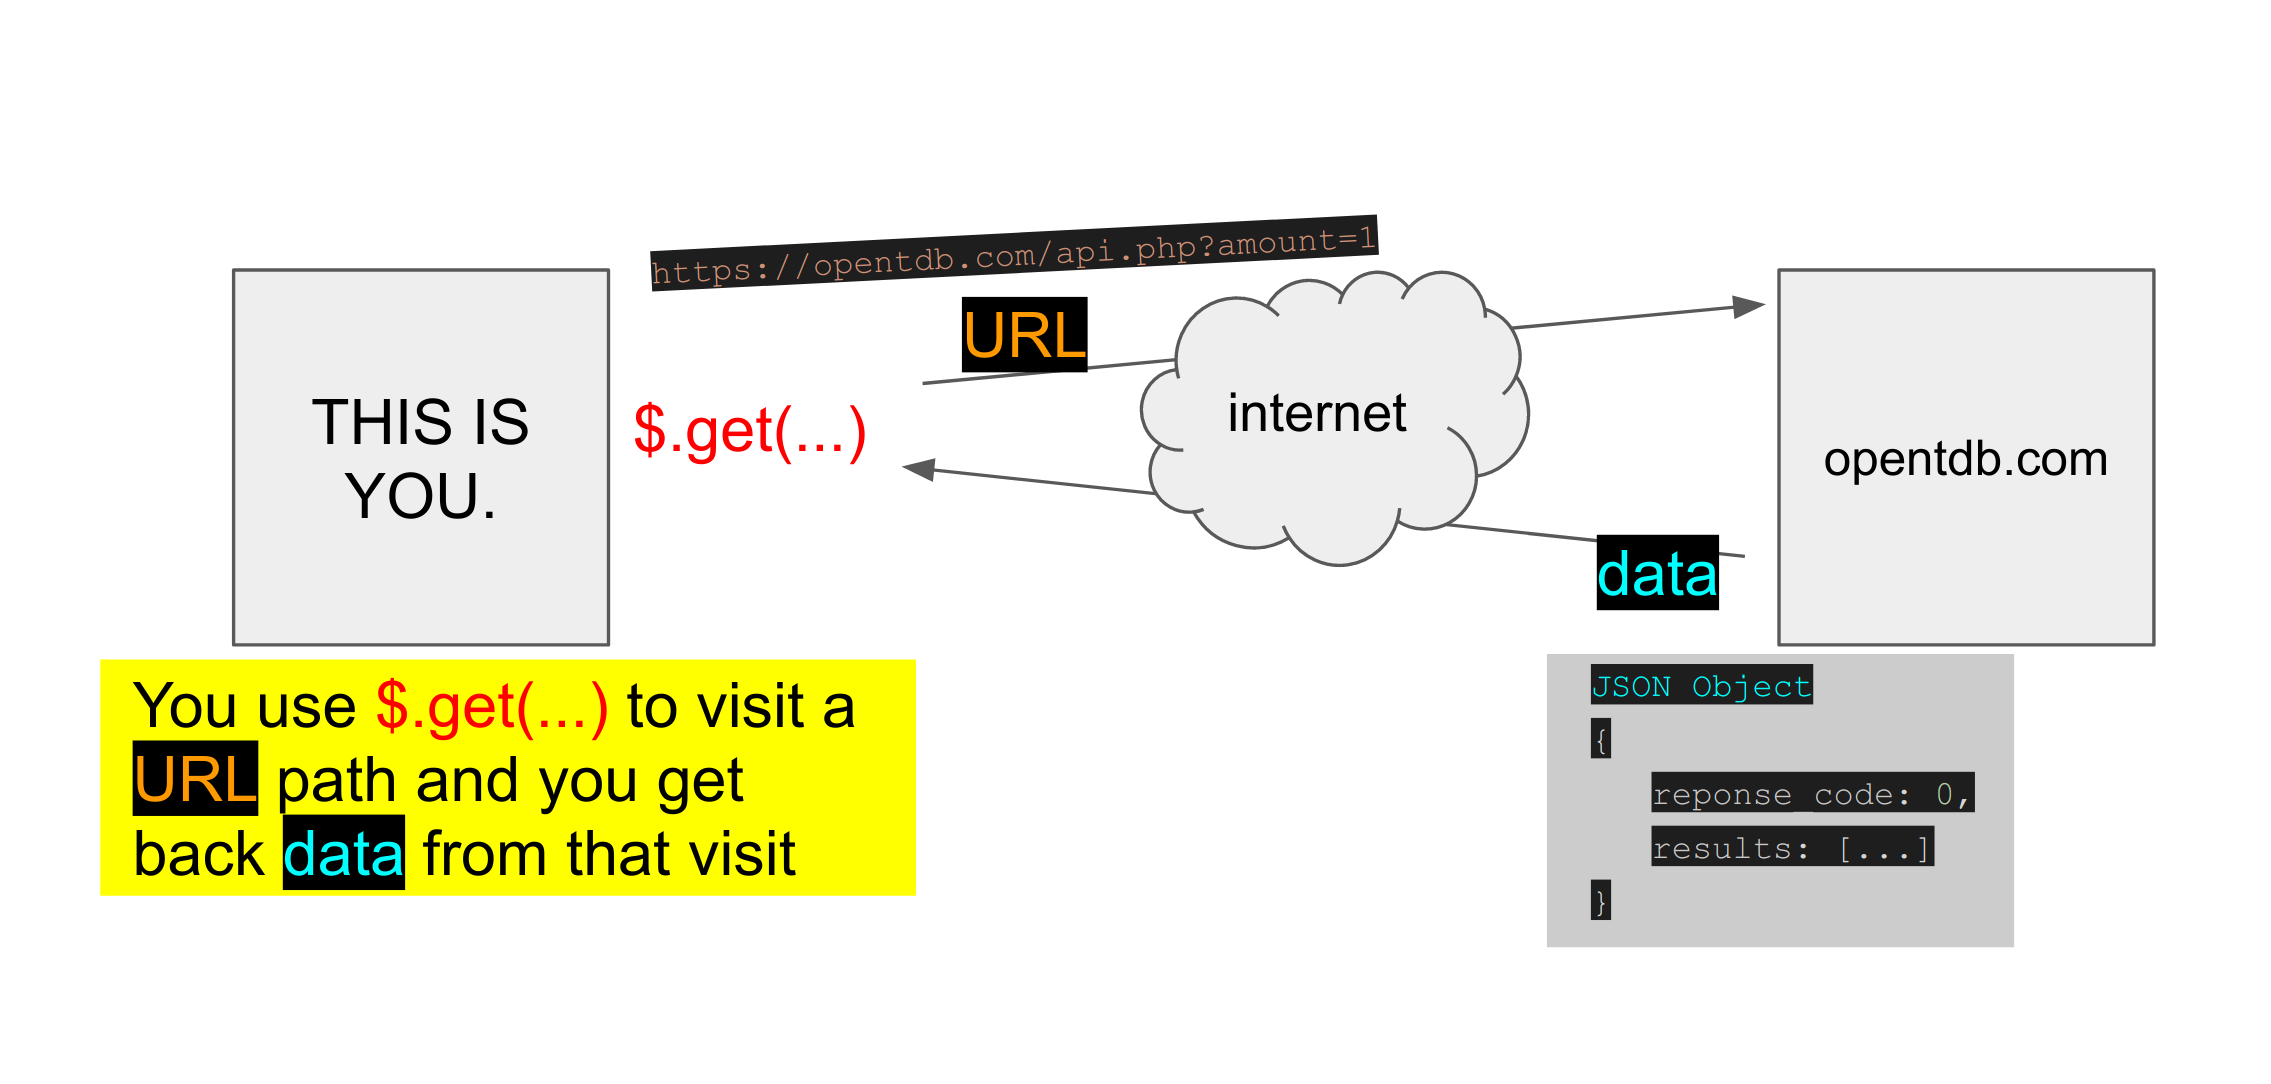 https://opentdb.com/api.php?amount=1
URL
THIS IS
YOU.
$.get(...)
internet
opentdb.com
data
You use $.get(...) to visit a
URL path and you get
back data from that visit
JSON Object
{
reponse_code: 0,
results: [...]
}